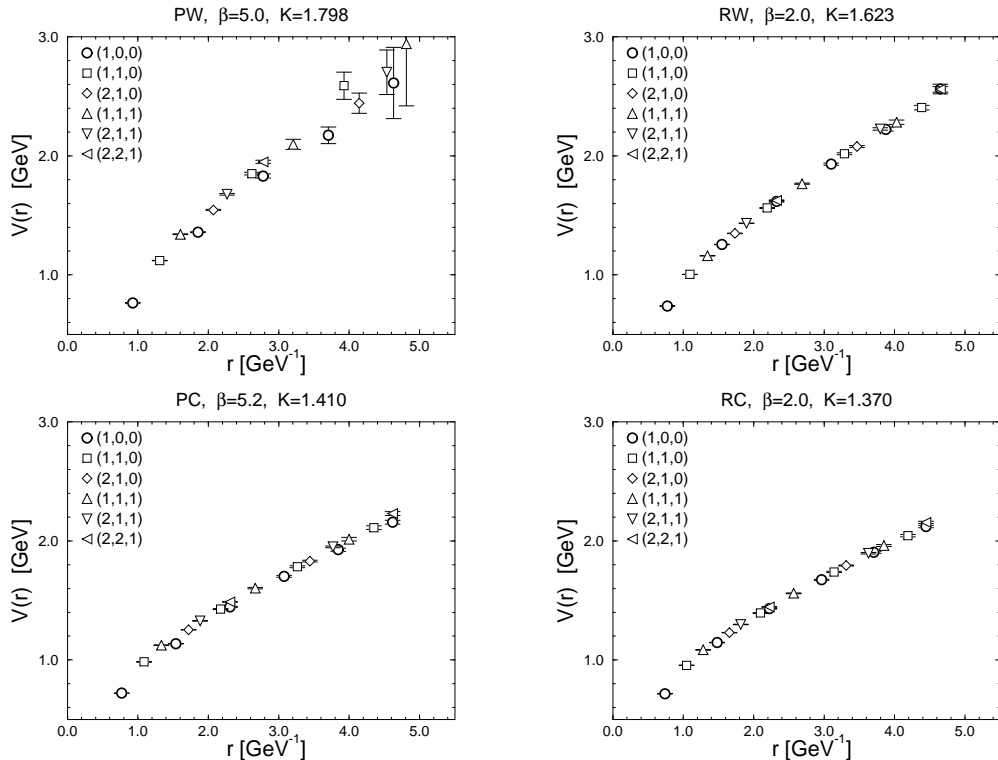 PW, β=5.0, K=1.798
3.0
2.0
1.0
V(r) [GeV]
(1,0,0)
(1,1,0)
(2,1,0)
(1,1,1)
(2,1,1)
(2,2,1)
0.0 1.0 2.0 3.0 4.0 5.0
r [GeV⁻¹]
RW, β=2.0, K=1.623
3.0
2.0
1.0
V(r) [GeV]
(1,0,0)
(1,1,0)
(2,1,0)
(1,1,1)
(2,1,1)
(2,2,1)
0.0 1.0 2.0 3.0 4.0 5.0
r [GeV⁻¹]
PC, β=5.2, K=1.410
3.0
2.0
1.0
V(r) [GeV]
(1,0,0)
(1,1,0)
(2,1,0)
(1,1,1)
(2,1,1)
(2,2,1)
0.0 1.0 2.0 3.0 4.0 5.0
r [GeV⁻¹]
RC, β=2.0, K=1.370
3.0
2.0
1.0
V(r) [GeV]
(1,0,0)
(1,1,0)
(2,1,0)
(1,1,1)
(2,1,1)
(2,2,1)
0.0 1.0 2.0 3.0 4.0 5.0
r [GeV⁻¹]